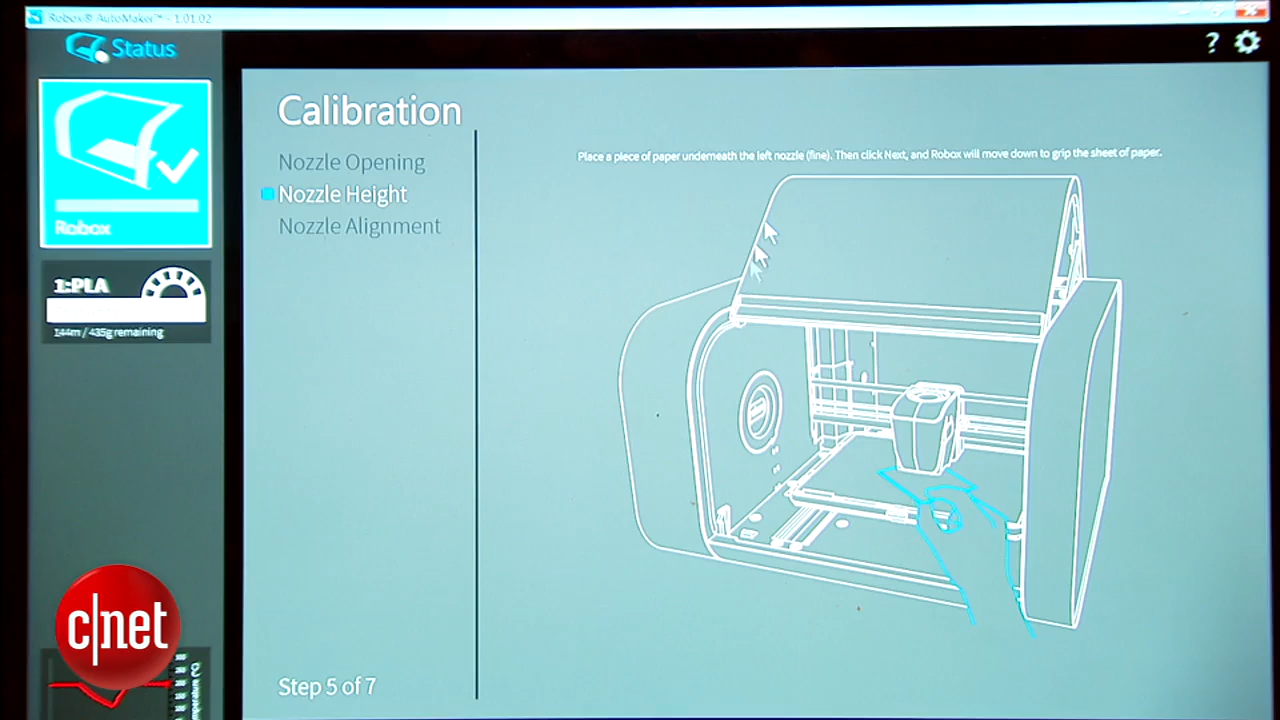 Robox® AutoMaker™ - 1.01.02
Status
?
Calibration
Nozzle Opening
Nozzle Height
Nozzle Alignment
Place a piece of paper underneath the left nozzle (fine). Then click Next, and Robox will move down to grip the sheet of paper.
Robox
1:PLA
144m / 435g remaining
c|net
Step 5 of 7